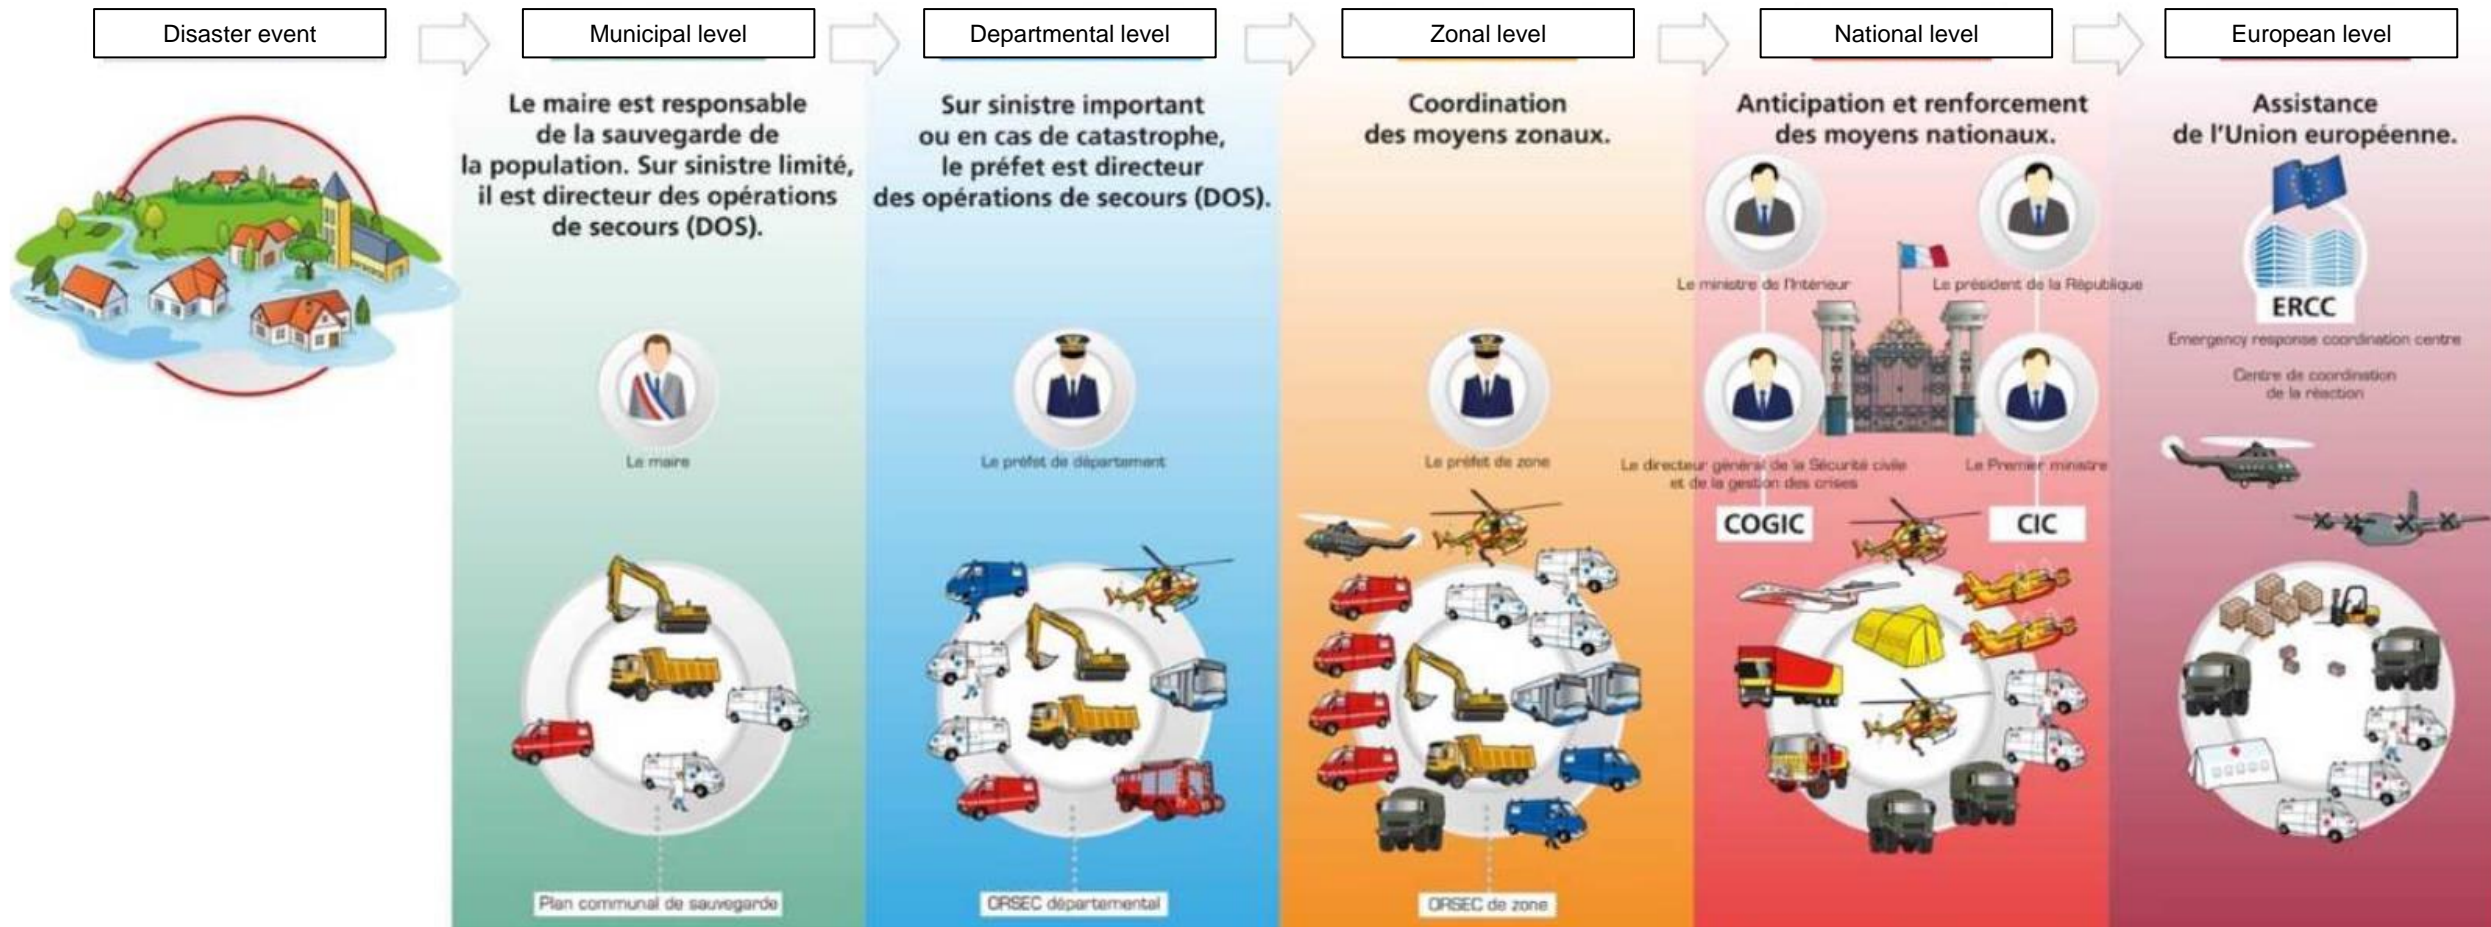 Disaster event
Municipal level
Departmental level
Zonal level
National level
European level
Le maire est responsable
de la sauvegarde de
la population. Sur sinistre limité,
il est directeur des opérations
de secours (DOS).
Le maire
Plan communal de sauvegarde
Sur sinistre important
ou en cas de catastrophe,
le préfet est directeur
des opérations de secours (DOS).
Le préfet de département
ORSEC départemental
Coordination
des moyens zonaux.
Le préfet de zone
ORSEC de zone
Anticipation et renforcement
des moyens nationaux.
Le ministre de l'Intérieur
Le président de la République
Le directeur général de la Sécurité civile
et de la gestion des crises
Le Premier ministre
COGIC
CIC
Assistance
de l'Union européenne.
ERCC
Emergency response coordination centre
Centre de coordination
de la réaction